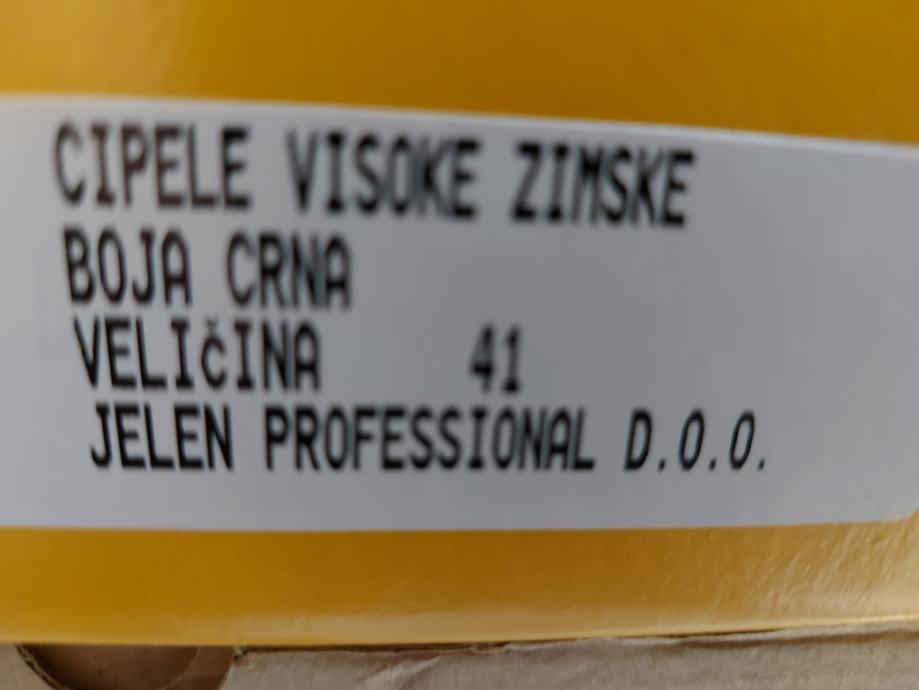 CIPELE VISOKE ZIMSKE
BOJA CRNA
VELIčINA 41
JELEN PROFESSIONAL D.O.O.